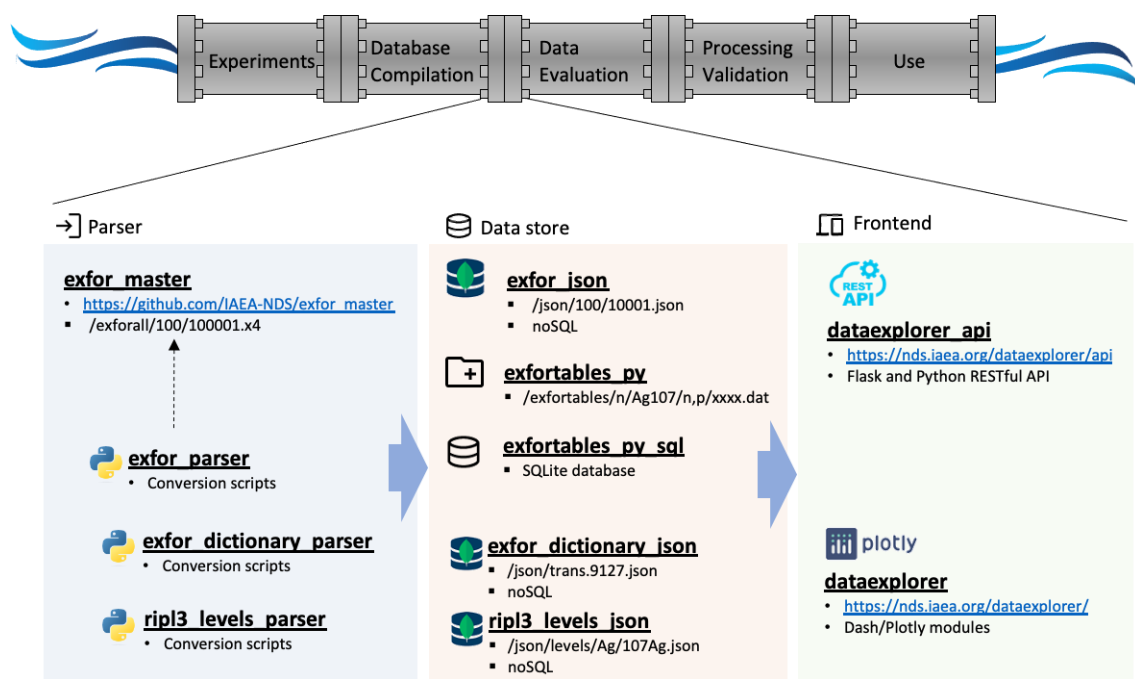 Experiments
Database
Compilation
Data
Evaluation
Processing
Validation
Use
Parser
exfor_master
• https://github.com/IAEA-NDS/exfor_master
▪ /exforall/100/100001.x4
exfor_parser
• Conversion scripts
exfor_dictionary_parser
• Conversion scripts
ripl3_levels_parser
• Conversion scripts
Data store
exfor_json
▪ /json/100/10001.json
▪ noSQL
exfortables_py
▪ /exfortables/n/Ag107/n,p/xxxx.dat
exfortables_py_sql
▪ SQLite database
exfor_dictionary_json
▪ /json/trans.9127.json
▪ noSQL
ripl3_levels_json
▪ /json/levels/Ag/107Ag.json
▪ noSQL
Frontend
REST
API
dataexplorer_api
• https://nds.iaea.org/dataexplorer/api
• Flask and Python RESTful API
plotly
dataexplorer
• https://nds.iaea.org/dataexplorer/
• Dash/Plotly modules